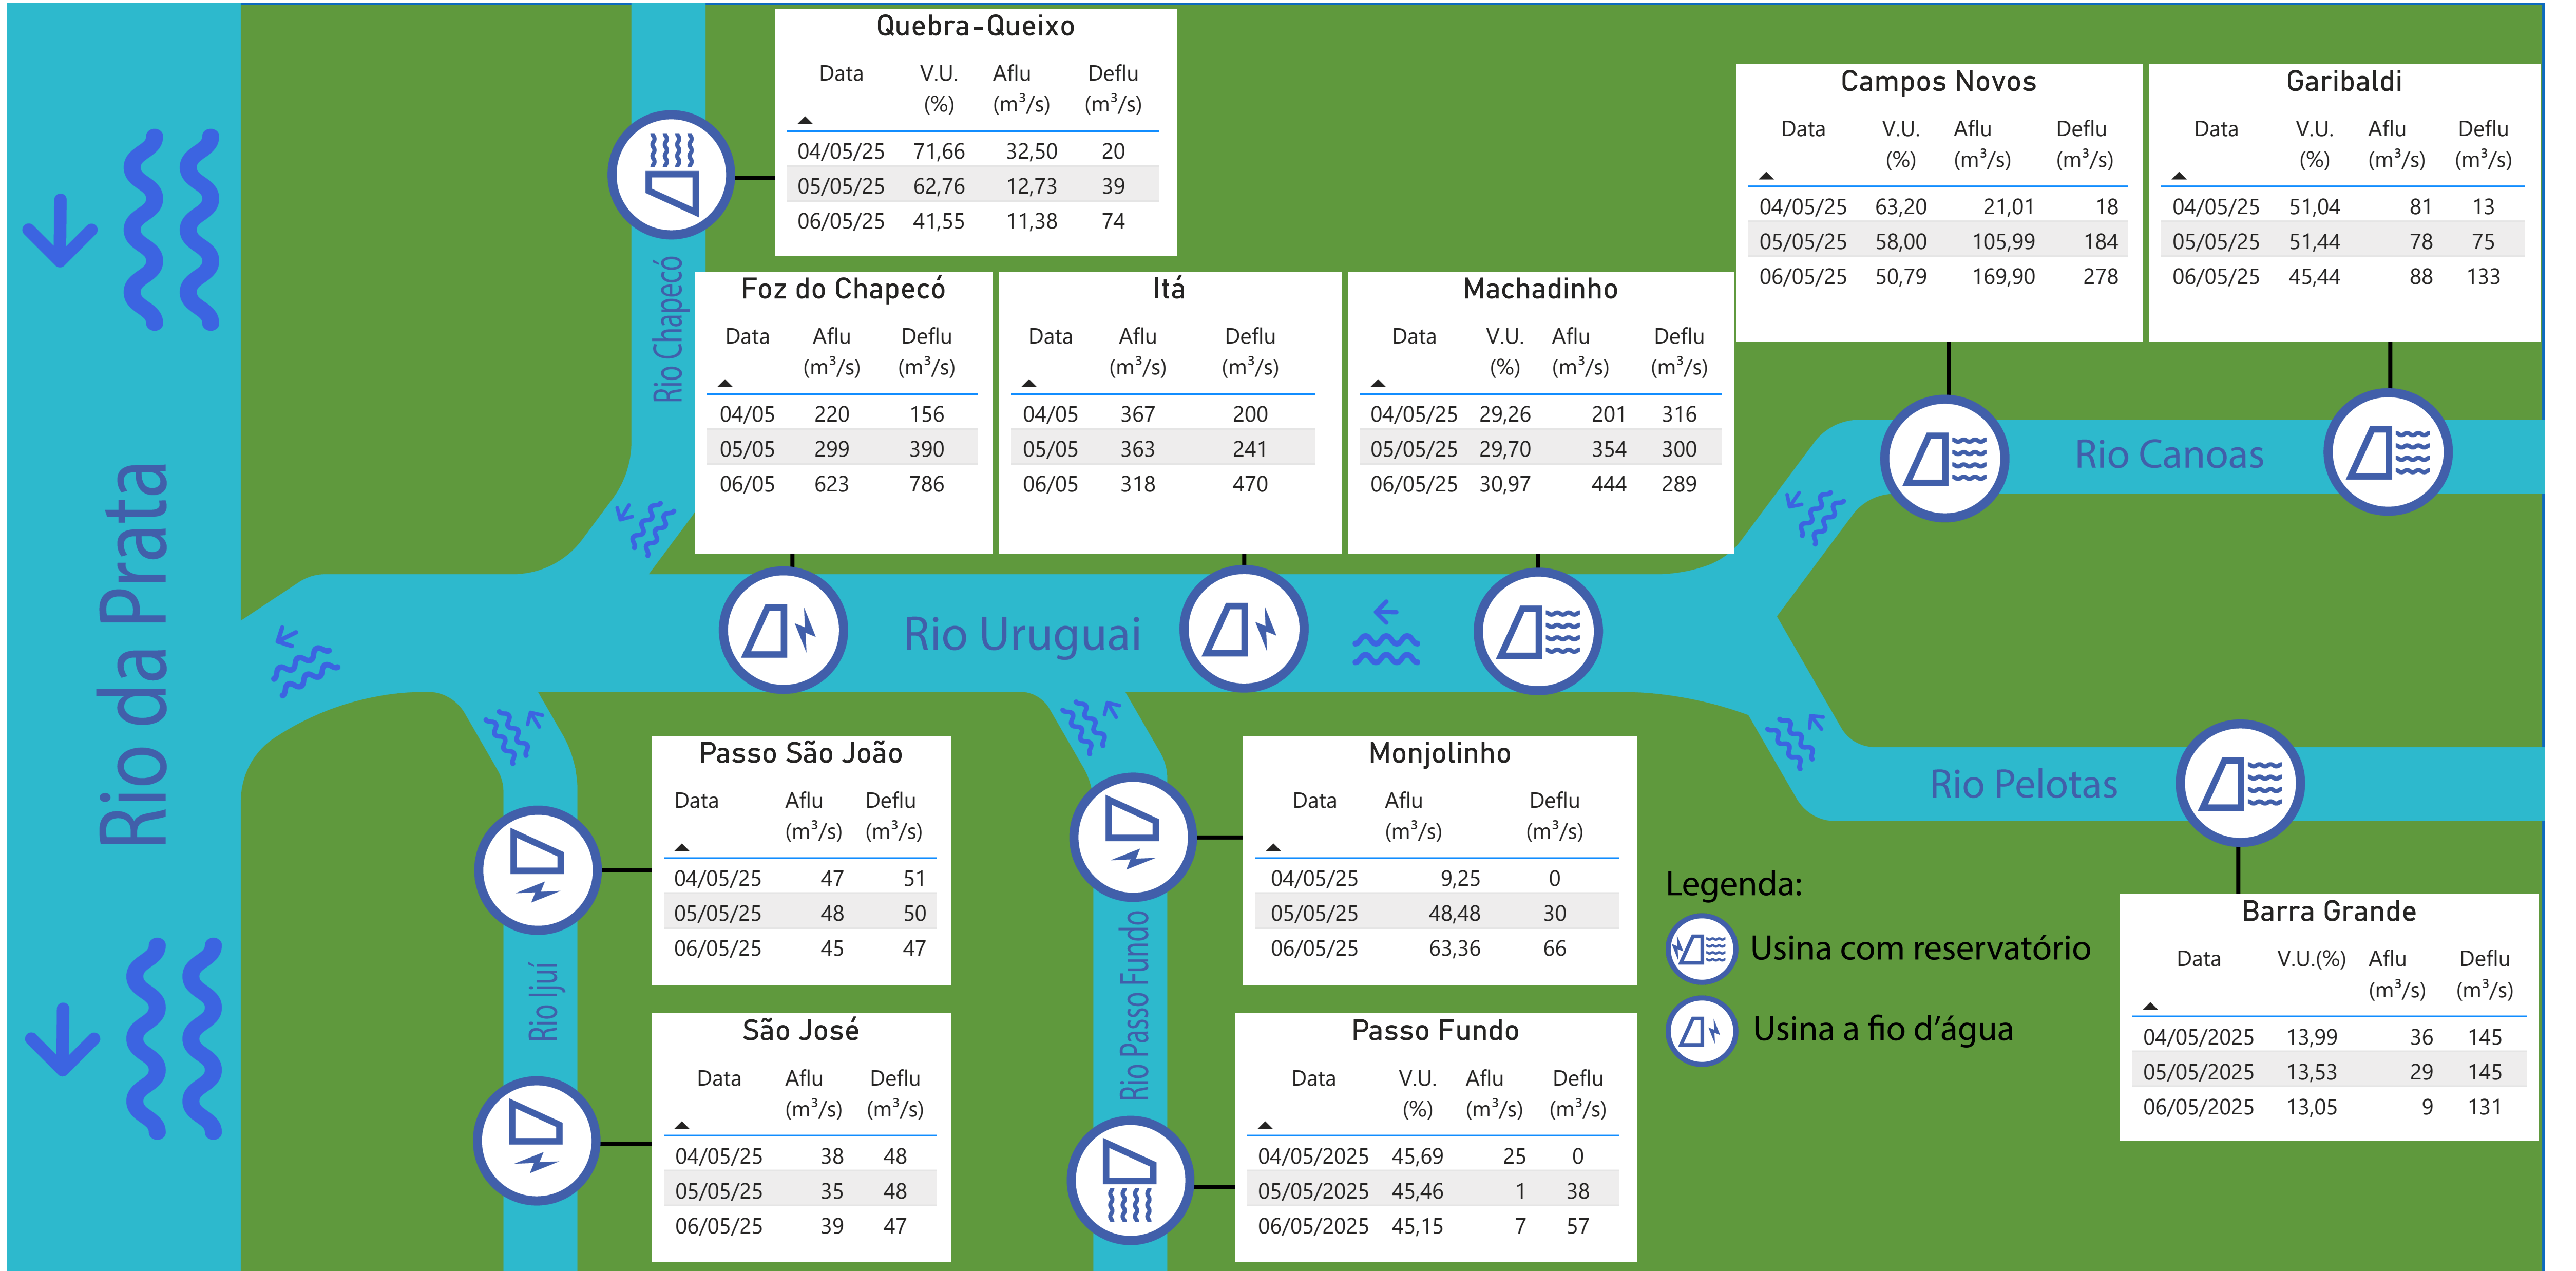 Quebra-Queixo
Data V.U. (%) Aflu (m³/s) Deflu (m³/s)
04/05/25 71,66 32,50 20
05/05/25 62,76 12,73 39
06/05/25 41,55 11,38 74
Campos Novos
Data V.U. (%) Aflu (m³/s) Deflu (m³/s)
04/05/25 63,20 21,01 18
05/05/25 58,00 105,99 184
06/05/25 50,79 169,90 278
Garibaldi
Data V.U. (%) Aflu (m³/s) Deflu (m³/s)
04/05/25 51,04 81 13
05/05/25 51,44 78 75
06/05/25 45,44 88 133
Rio Chapecó
Foz do Chapecó
Data Aflu (m³/s) Deflu (m³/s)
04/05 220 156
05/05 299 390
06/05 623 786
Itá
Data Aflu (m³/s) Deflu (m³/s)
04/05 367 200
05/05 363 241
06/05 318 470
Machadinho
Data V.U. (%) Aflu (m³/s) Deflu (m³/s)
04/05/25 29,26 201 316
05/05/25 29,70 354 300
06/05/25 30,97 444 289
Rio Canoas
Rio da Prata
Rio Uruguai
Rio Pelotas
Passo São João
Data Aflu (m³/s) Deflu (m³/s)
04/05/25 47 51
05/05/25 48 50
06/05/25 45 47
Monjolinho
Data Aflu (m³/s) Deflu (m³/s)
04/05/25 9,25 0
05/05/25 48,48 30
06/05/25 63,36 66
Rio Ijuí
São José
Data Aflu (m³/s) Deflu (m³/s)
04/05/25 38 48
05/05/25 35 48
06/05/25 39 47
Rio Passo Fundo
Passo Fundo
Data V.U. (%) Aflu (m³/s) Deflu (m³/s)
04/05/2025 45,69 25 0
05/05/2025 45,46 1 38
06/05/2025 45,15 7 57
Legenda:
Usina com reservatório
Usina a fio d’água
Barra Grande
Data V.U.(%) Aflu (m³/s) Deflu (m³/s)
04/05/2025 13,99 36 145
05/05/2025 13,53 29 145
06/05/2025 13,05 9 131